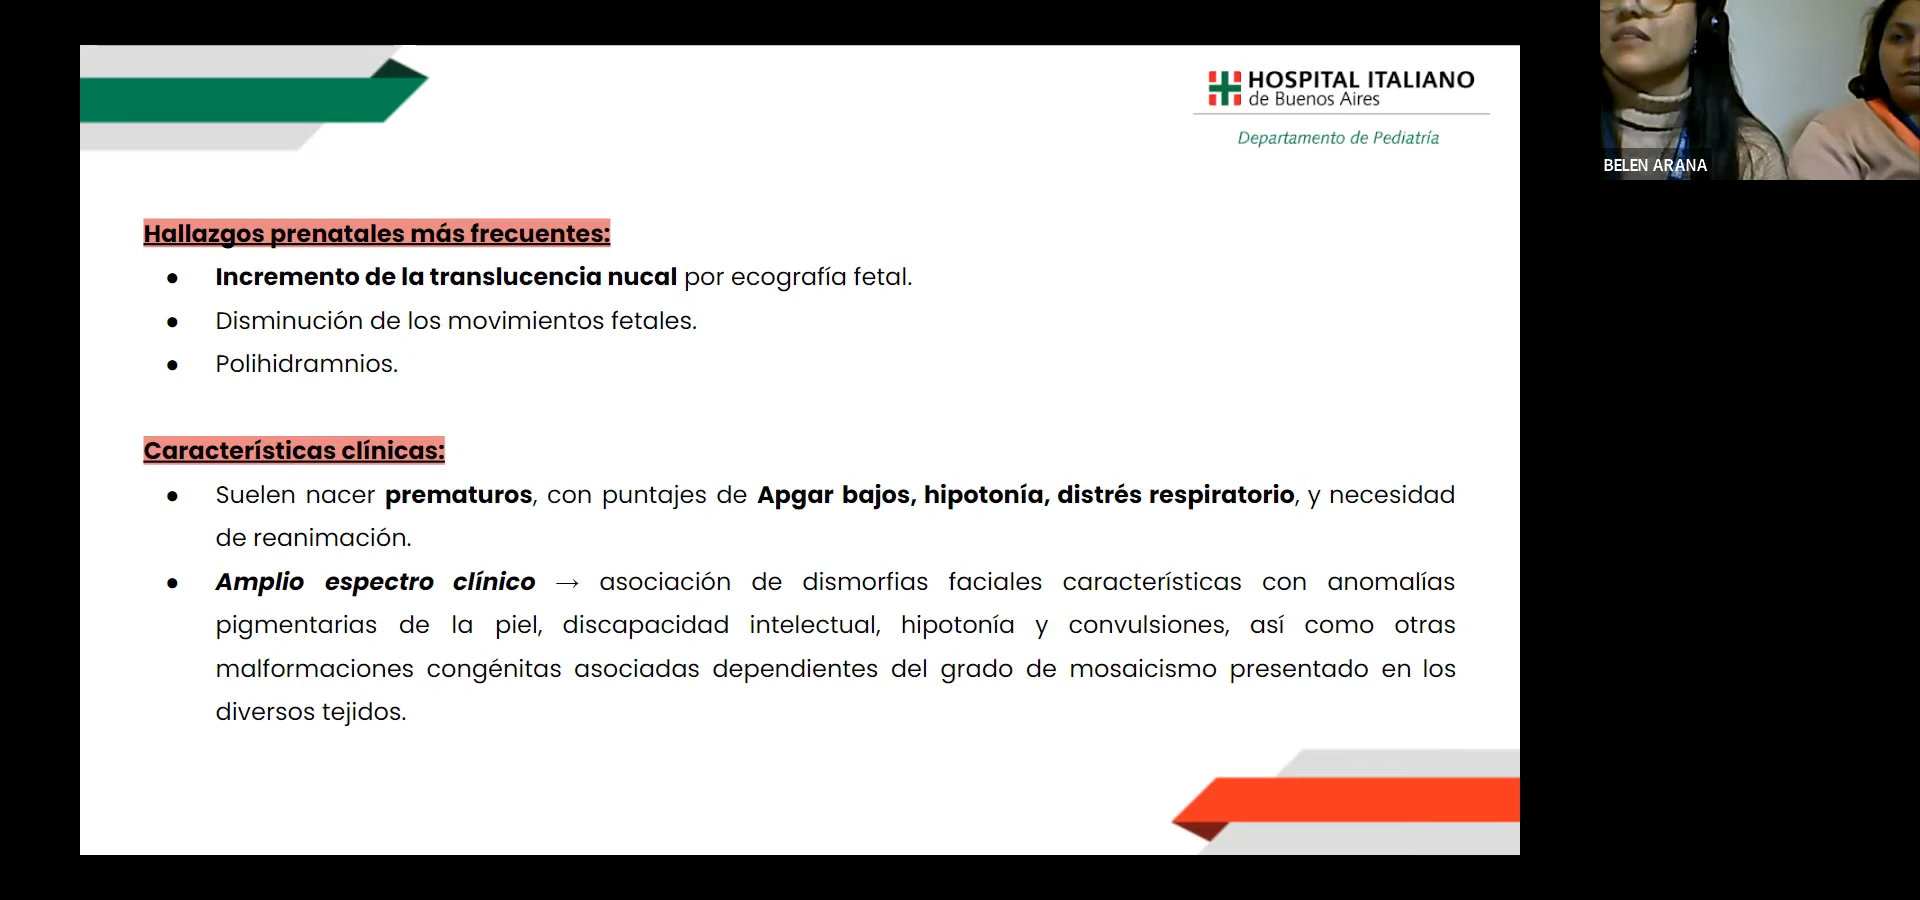 HOSPITAL ITALIANO
de Buenos Aires
Departamento de Pediatría
BELEN ARANA
Hallazgos prenatales más frecuentes:
● Incremento de la translucencia nucal por ecografía fetal.
● Disminución de los movimientos fetales.
● Polihidramnios.
Características clínicas:
● Suelen nacer prematuros, con puntajes de Apgar bajos, hipotonía, distrés respiratorio, y necesidad
de reanimación.
● Amplio espectro clínico → asociación de dismorfias faciales características con anomalías
pigmentarias de la piel, discapacidad intelectual, hipotonía y convulsiones, así como otras
malformaciones congénitas asociadas dependientes del grado de mosaicismo presentado en los
diversos tejidos.